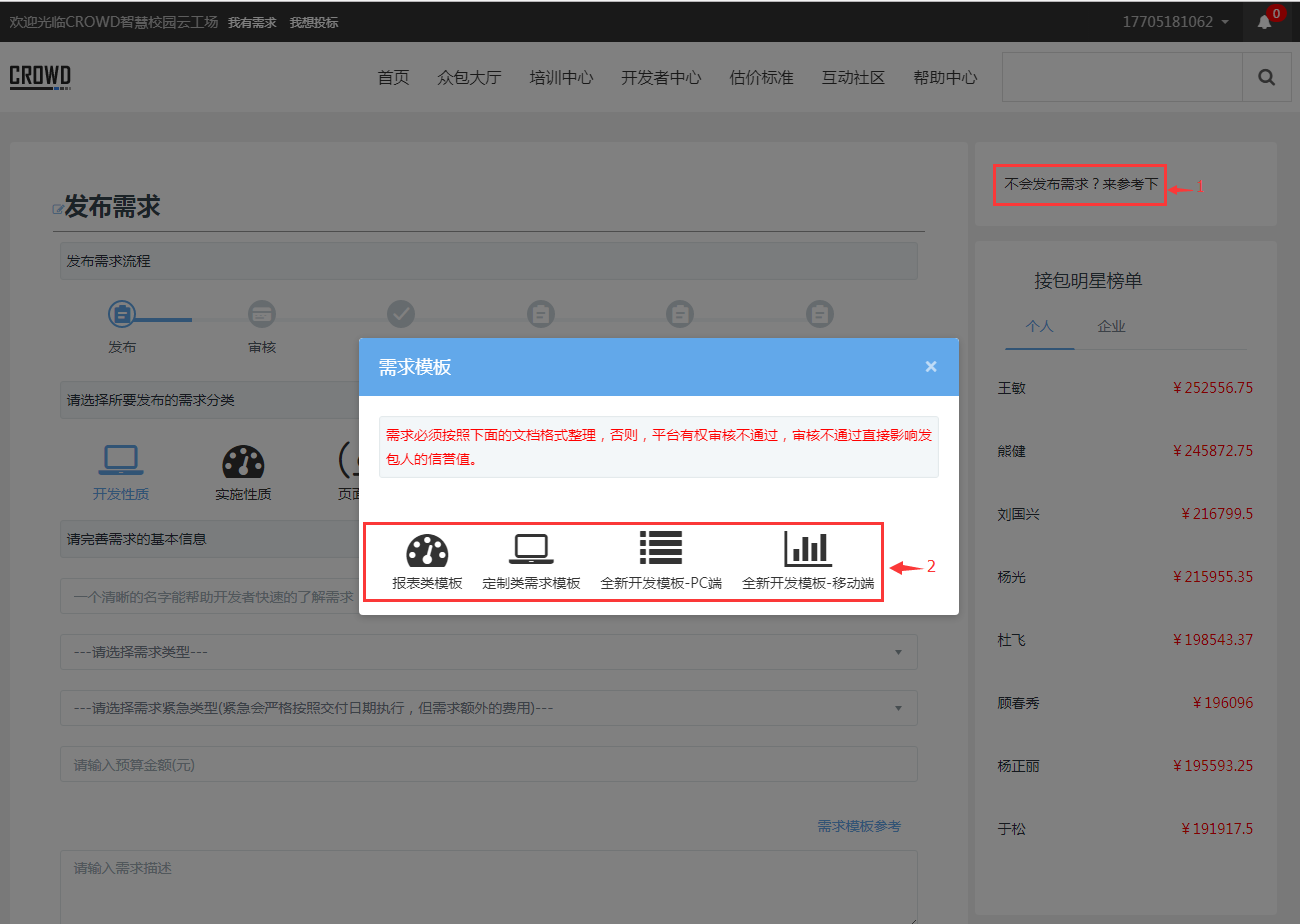 欢迎光临CROWD智慧校园云工场 我有需求 我想投标 17705181062 0
CROWD 首页 众包大厅 培训中心 开发者中心 估价标准 互动社区 帮助中心
不会发布需求？来参考下 1
发布需求
发布需求流程
发布 审核
请选择所要发布的需求分类
开发性质 实施性质 页面
请完善需求的基本信息
一个清晰的名字能帮助开发者快速的了解需求
---请选择需求类型---
---请选择需求紧急类型(紧急会严格按照交付日期执行，但需求额外的费用)---
请输入预算金额(元)
需求模板参考
请输入需求描述
需求模板 ×
需求必须按照下面的文档格式整理，否则，平台有权审核不通过，审核不通过直接影响发
包人的信誉值。
报表类模板 定制类需求模板 全新开发模板-PC端 全新开发模板-移动端 2
接包明星榜单
个人 企业
王敏 ￥252556.75
熊健 ￥245872.75
刘国兴 ￥216799.5
杨光 ￥215955.35
杜飞 ￥198543.37
顾春秀 ￥196096
杨正丽 ￥195593.25
于松 ￥191917.5